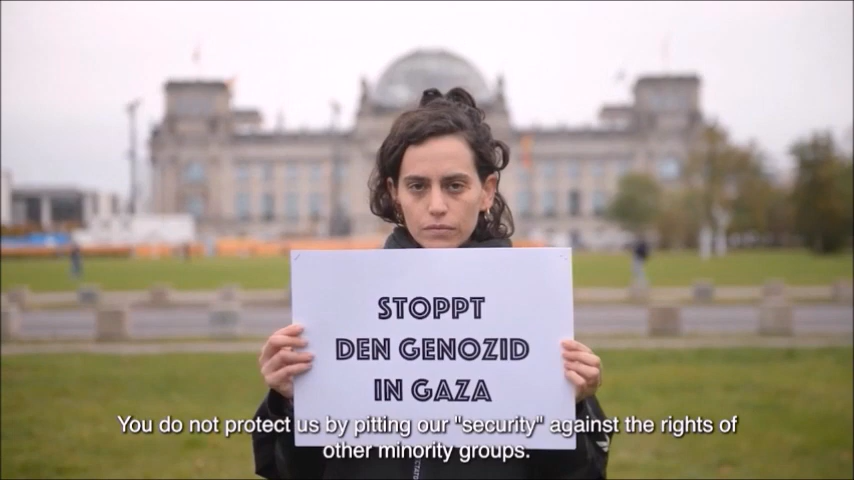 STOPPT
DEN GENOZID
IN GAZA
You do not protect us by pitting our "security" against the rights of
other minority groups.